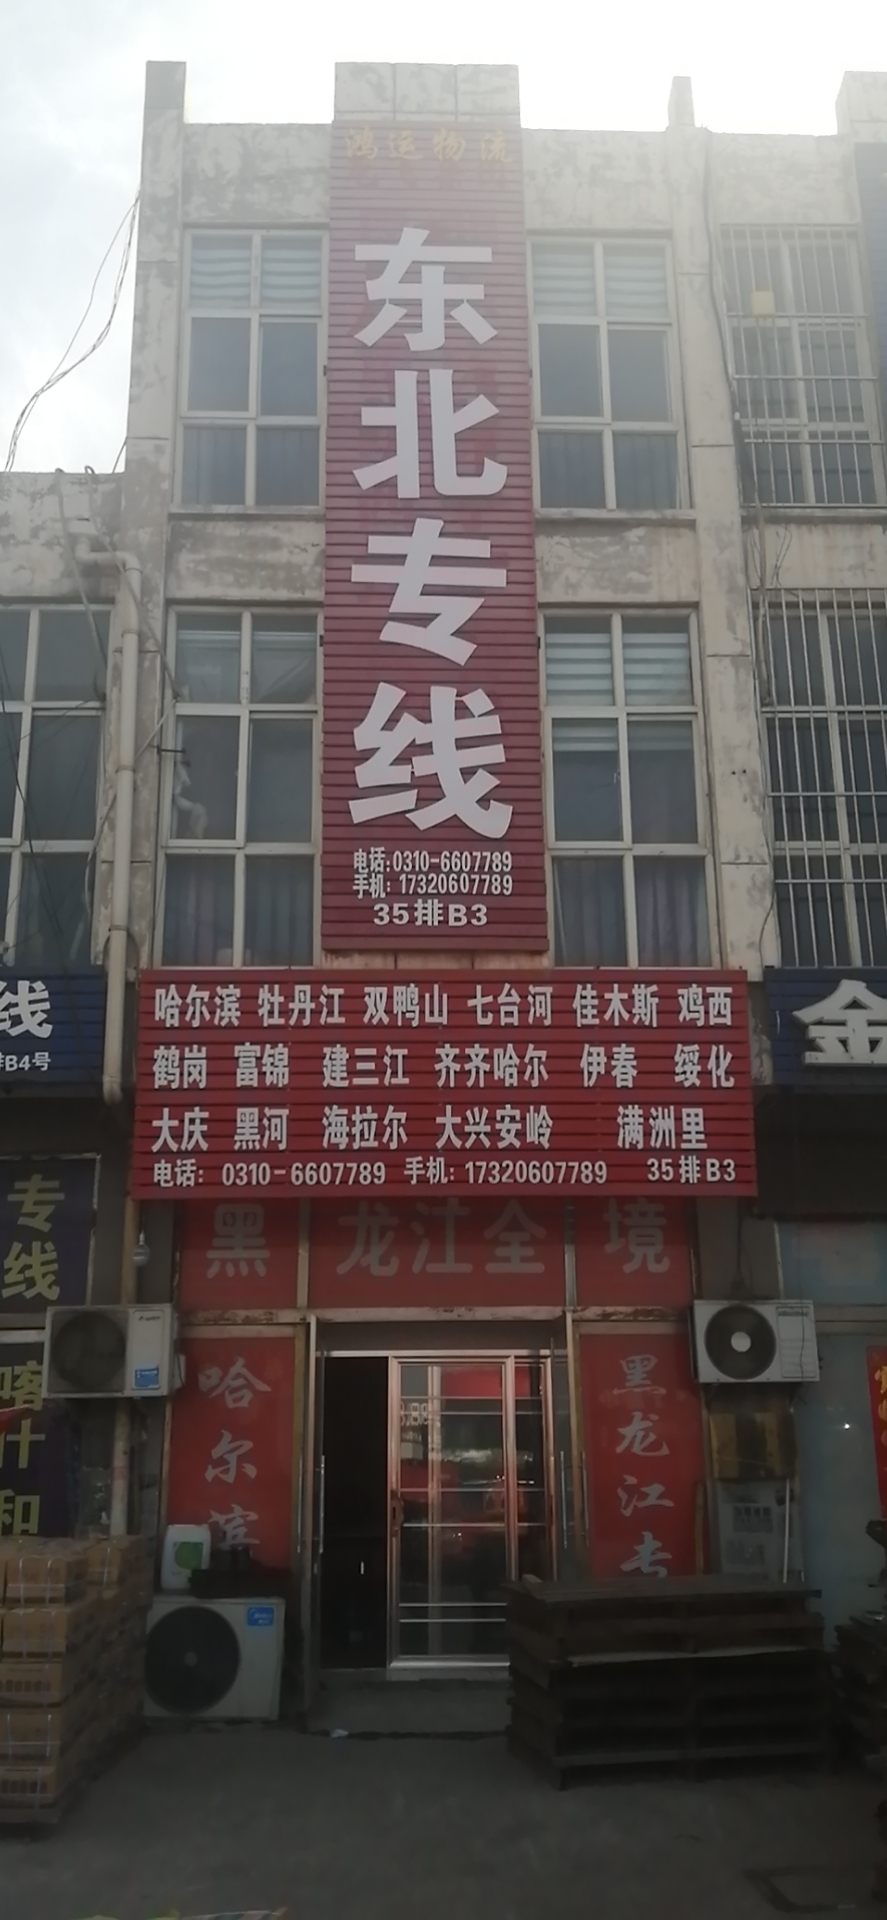 鸿运物流
东北专线
电话:0310-6607789
手机:17320607789
35排B3
哈尔滨 牡丹江 双鸭山 七台河 佳木斯 鸡西
鹤岗 富锦 建三江 齐齐哈尔 伊春 绥化
大庆 黑河 海拉尔 大兴安岭 满洲里
电话: 0310-6607789 手机:17320607789 35排B3
黑龙江全境
哈尔滨
黑龙江专
线
排B4号
专线
喀什和
金